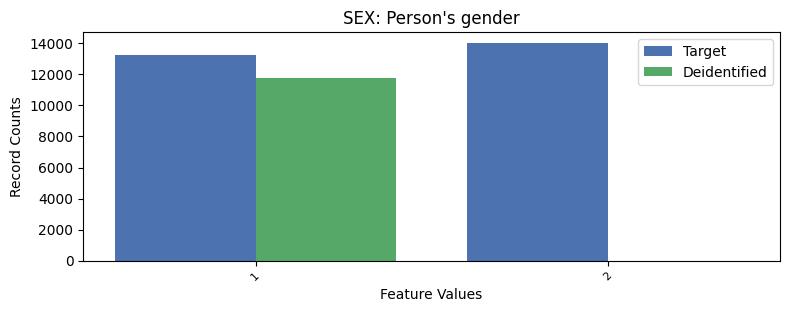 SEX: Person's gender
Target
Deidentified
Record Counts
14000
12000
10000
8000
6000
4000
2000
0
1
2
Feature Values